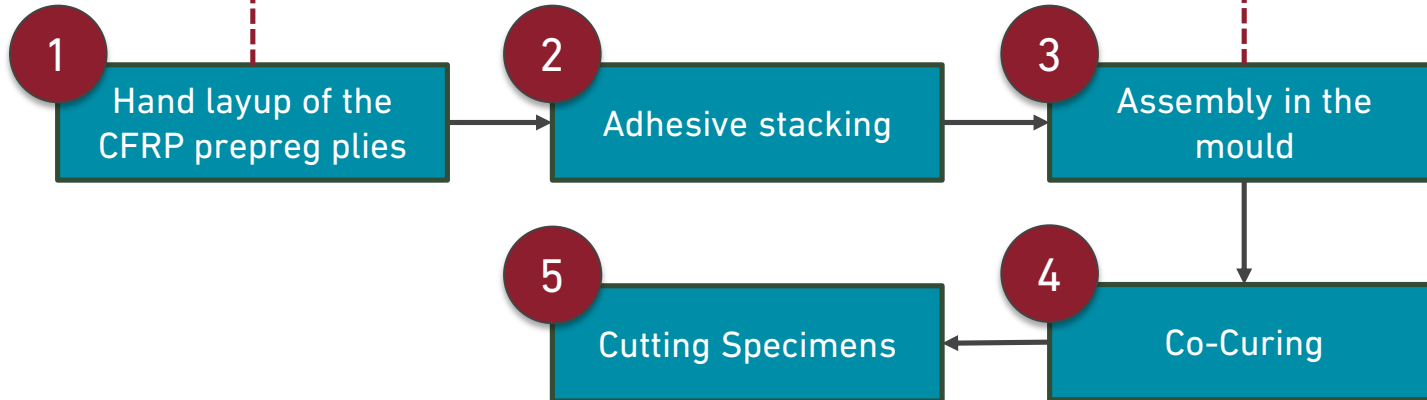 1
Hand layup of the
CFRP prepreg plies
2
Adhesive stacking
3
Assembly in the
mould
4
Co-Curing
5
Cutting Specimens